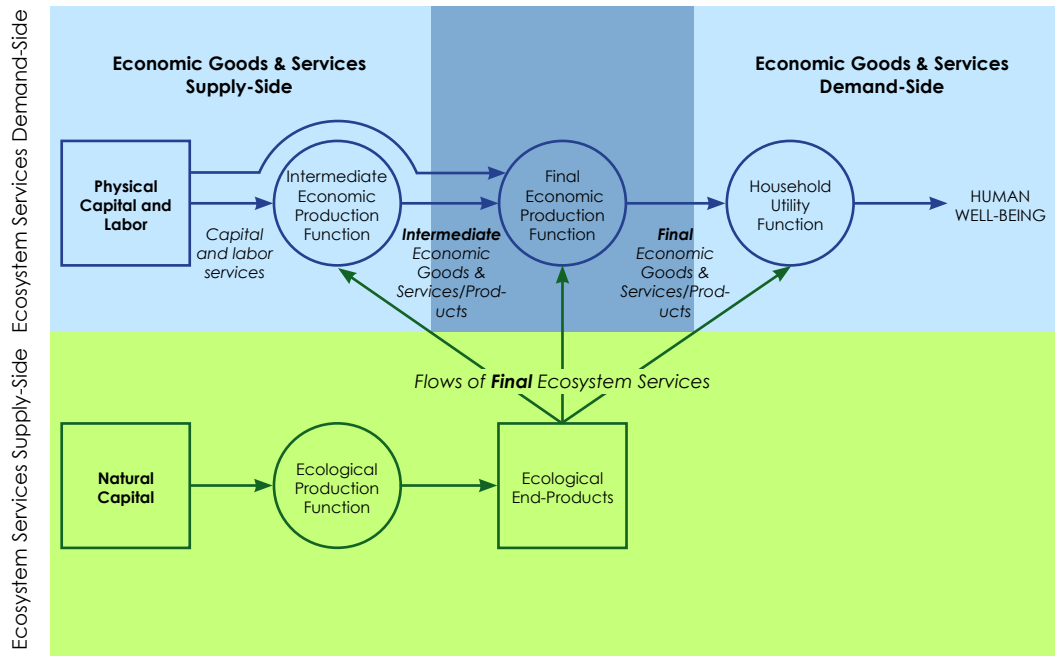 Ecosystem Services Demand-Side
Economic Goods & Services
Supply-Side
Economic Goods & Services
Demand-Side
Physical
Capital and
Labor
Capital
and labor
services
Intermediate
Economic
Production
Function
Intermediate
Economic
Goods &
Services/Prod-
ucts
Final
Economic
Production
Function
Final
Economic
Goods &
Services/Prod-
ucts
Household
Utility
Function
HUMAN
WELL-BEING
Ecosystem Services Supply-Side
Flows of Final Ecosystem Services
Natural
Capital
Ecological
Production
Function
Ecological
End-Products